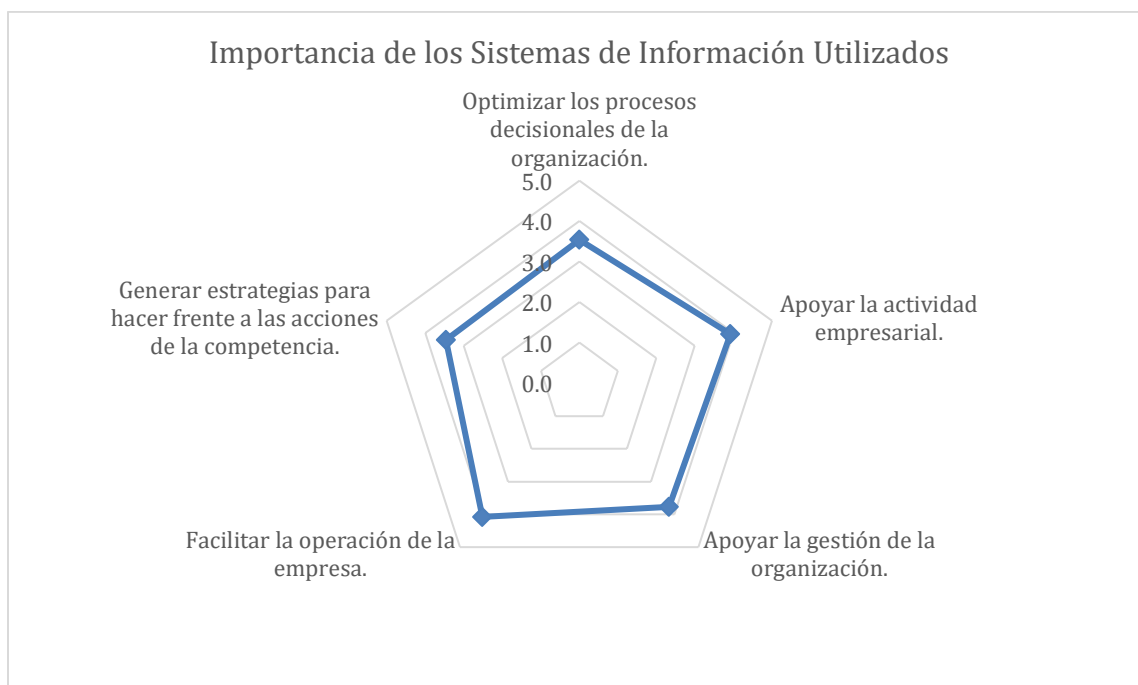 Importancia de los Sistemas de Información Utilizados
Optimizar los procesos
decisionales de la
organización.
5.0
4.0
3.0
2.0
1.0
0.0
Apoyar la actividad
empresarial.
Apoyar la gestión de la
organización.
Facilitar la operación de la
empresa.
Generar estrategias para
hacer frente a las acciones
de la competencia.